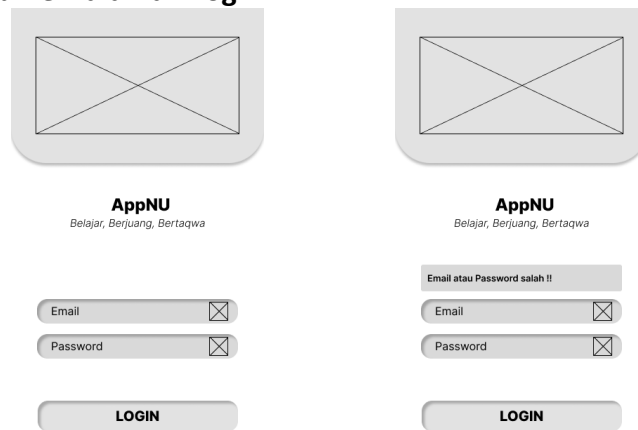 AppNU
Belajar, Berjuang, Bertaqwa
Email
Password
LOGIN
AppNU
Belajar, Berjuang, Bertaqwa
Email atau Password salah !!
Email
Password
LOGIN